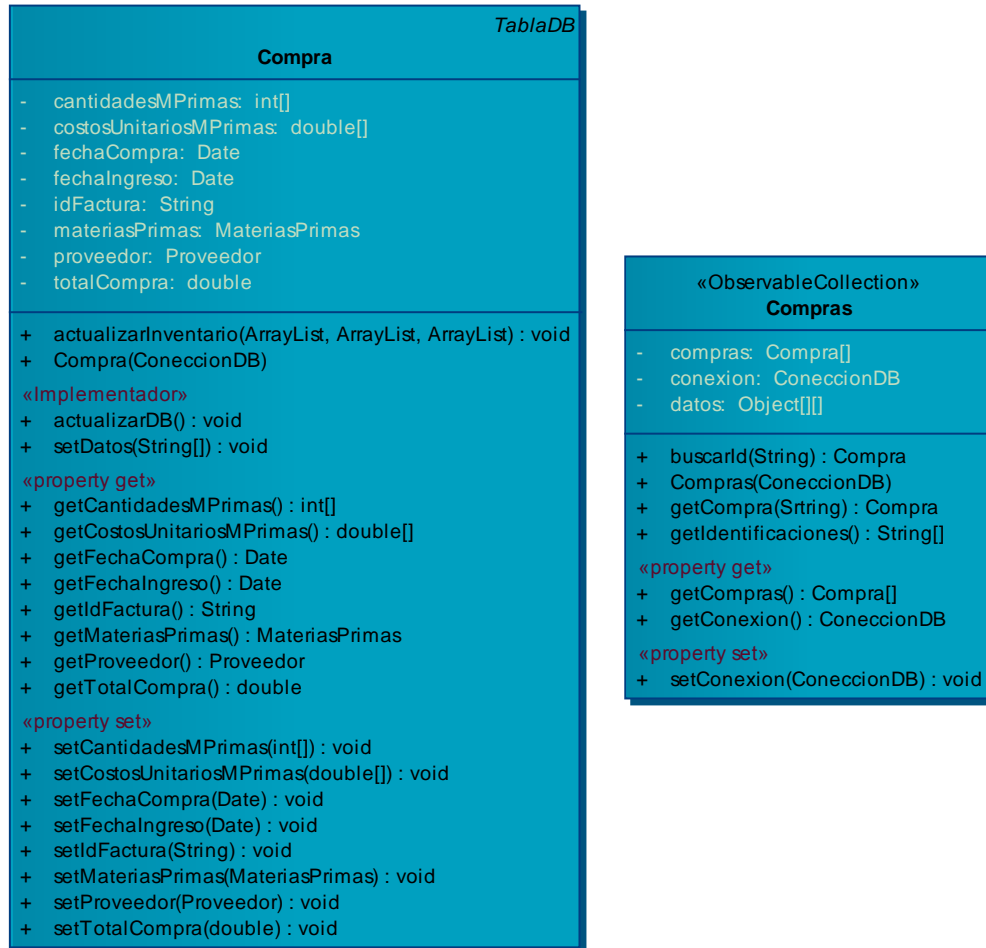 TablaDB
Compra
- cantidadesMPrimas: int[]
- costosUnitariosMPrimas: double[]
- fechaCompra: Date
- fechaIngreso: Date
- idFactura: String
- materiasPrimas: MateriasPrimas
- proveedor: Proveedor
- totalCompra: double
+ actualizarInventario(ArrayList, ArrayList, ArrayList) : void
+ Compra(ConeccionDB)
«Implementador»
+ actualizarDB() : void
+ setDatos(String[]) : void
«property get»
+ getCantidadesMPrimas() : int[]
+ getCostosUnitariosMPrimas() : double[]
+ getFechaCompra() : Date
+ getFechaIngreso() : Date
+ getIdFactura() : String
+ getMateriasPrimas() : MateriasPrimas
+ getProveedor() : Proveedor
+ getTotalCompra() : double
«property set»
+ setCantidadesMPrimas(int[]) : void
+ setCostosUnitariosMPrimas(double[]) : void
+ setFechaCompra(Date) : void
+ setFechaIngreso(Date) : void
+ setIdFactura(String) : void
+ setMateriasPrimas(MateriasPrimas) : void
+ setProveedor(Proveedor) : void
+ setTotalCompra(double) : void
«ObservableCollection»
Compras
- compras: Compra[]
- conexion: ConeccionDB
- datos: Object[][]
+ buscarId(String) : Compra
+ Compras(ConeccionDB)
+ getCompra(Srtring) : Compra
+ getIdentificaciones() : String[]
«property get»
+ getCompras() : Compra[]
+ getConexion() : ConeccionDB
«property set»
+ setConexion(ConeccionDB) : void